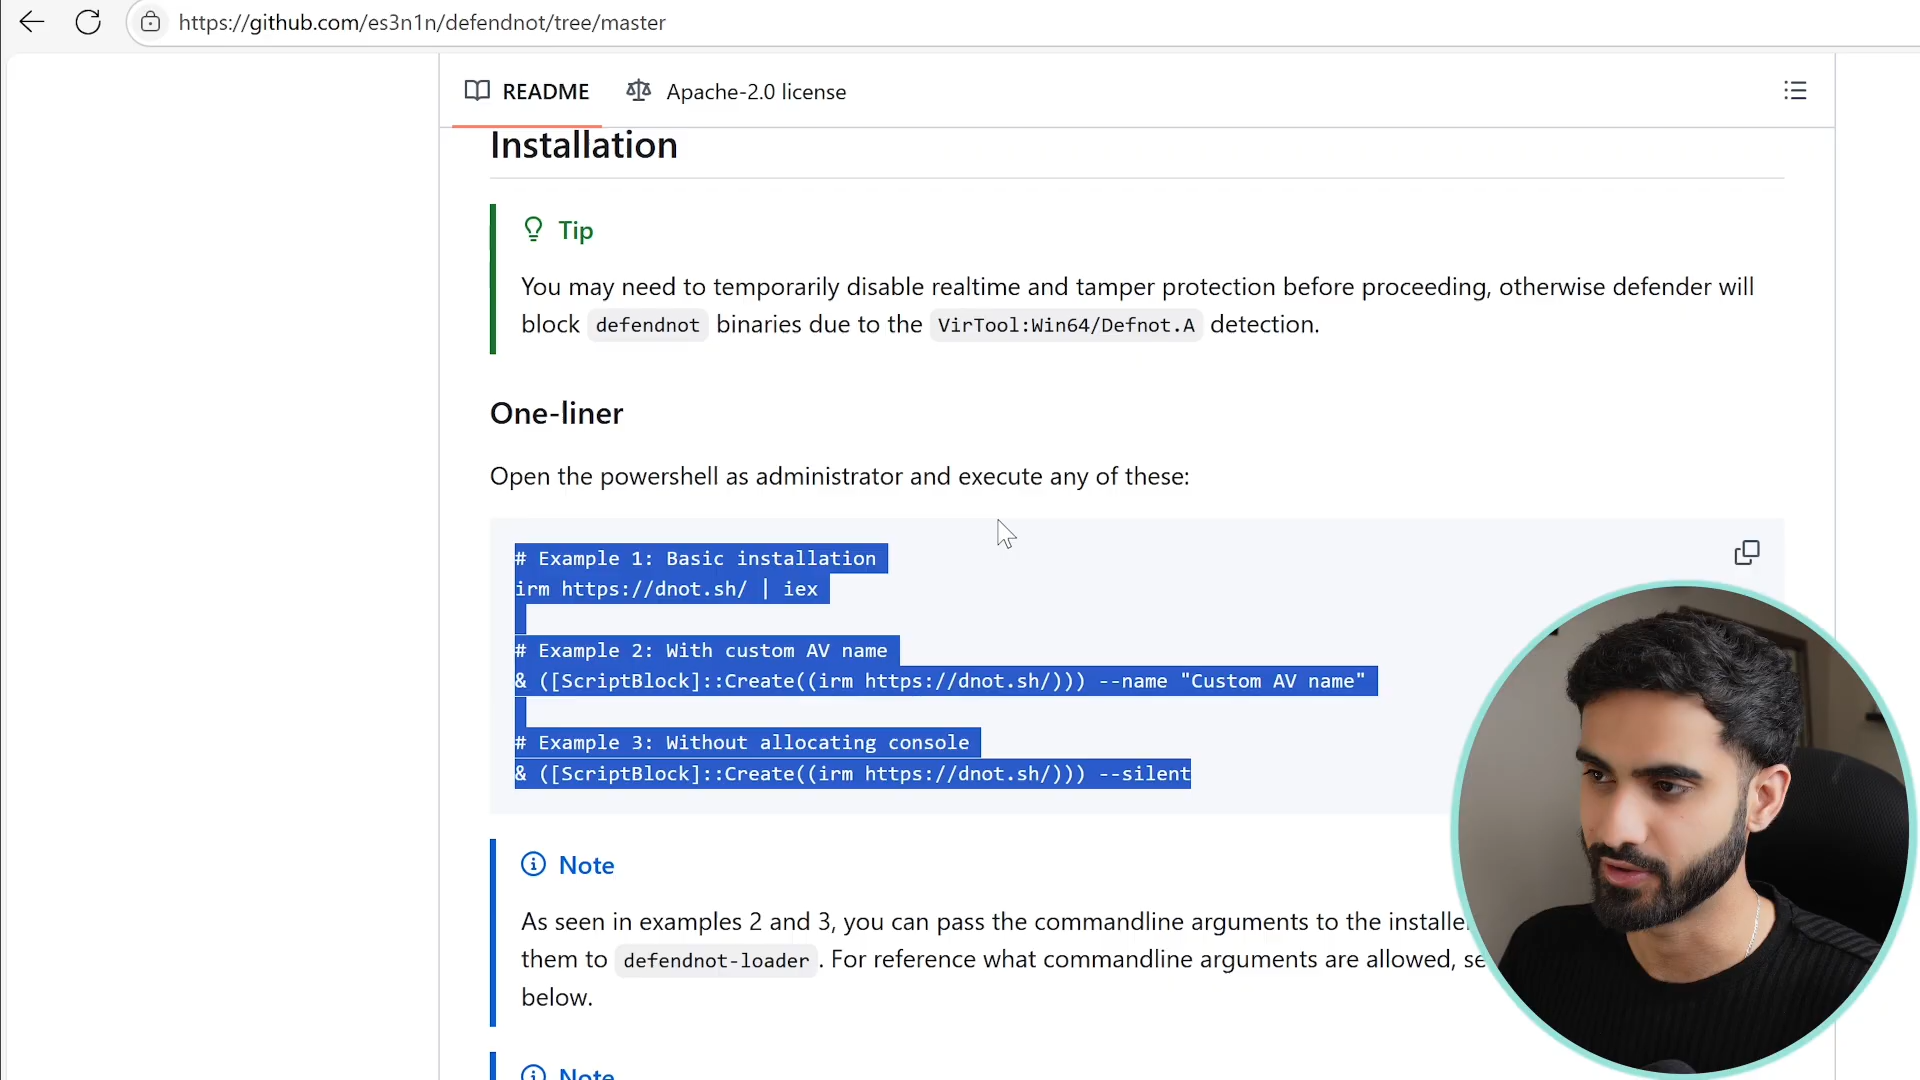 https://github.com/es3n1n/defendnot/tree/master
README
Apache-2.0 license
Installation
Tip
You may need to temporarily disable realtime and tamper protection before proceeding, otherwise defender will
block defendnot binaries due to the VirTool:Win64/Defnot.A detection.
One-liner
Open the powershell as administrator and execute any of these:
# Example 1: Basic installation
irm https://dnot.sh/ | iex
# Example 2: With custom AV name
& ([ScriptBlock]::Create((irm https://dnot.sh/))) --name "Custom AV name"
# Example 3: Without allocating console
& ([ScriptBlock]::Create((irm https://dnot.sh/))) --silent
Note
As seen in examples 2 and 3, you can pass the commandline arguments to the
them to defendnot-loader. For reference what commandline arguments are allowed,
below.
Note